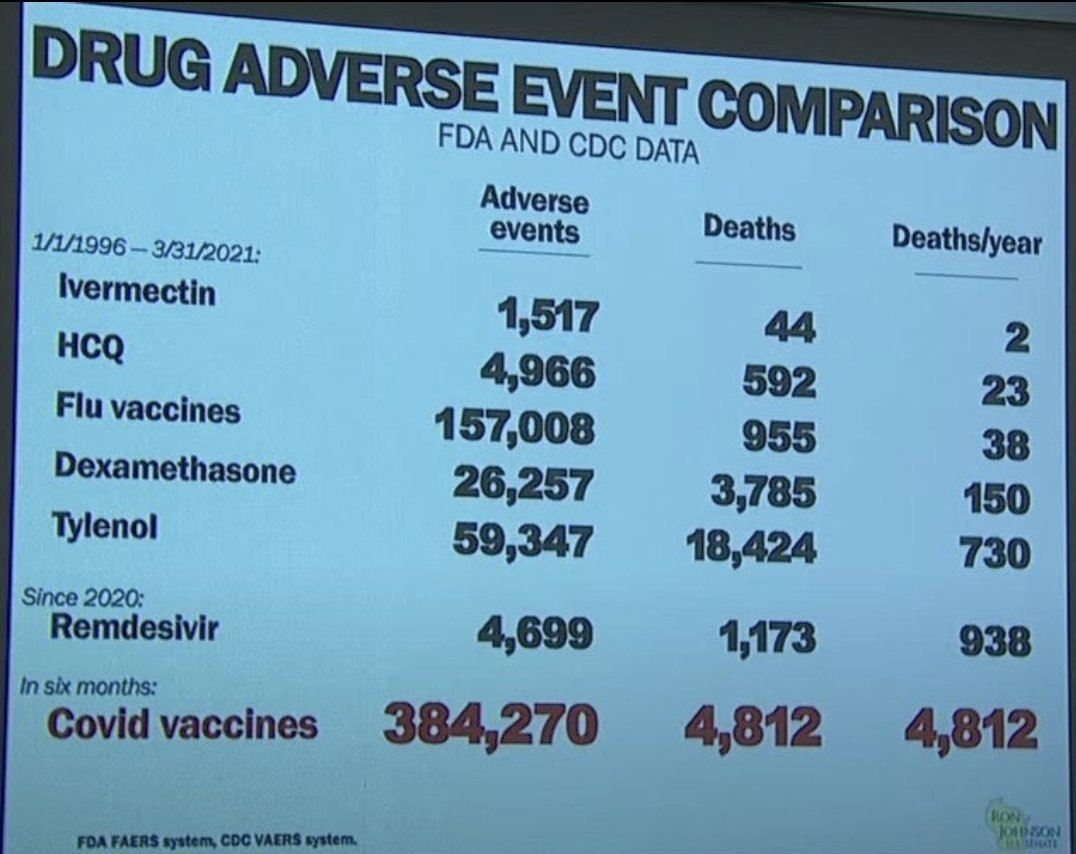 DRUG ADVERSE EVENT COMPARISON
FDA AND CDC DATA
Adverse events Deaths Deaths/year
1/1/1996 – 3/31/2021:
Ivermectin 1,517 44 2
HCQ 4,966 592 23
Flu vaccines 157,008 955 38
Dexamethasone 26,257 3,785 150
Tylenol 59,347 18,424 730
Since 2020:
Remdesivir 4,699 1,173 938
In six months:
Covid vaccines 384,270 4,812 4,812
FDA FAERS system, CDC VAERS system.
RON
JOHNSON